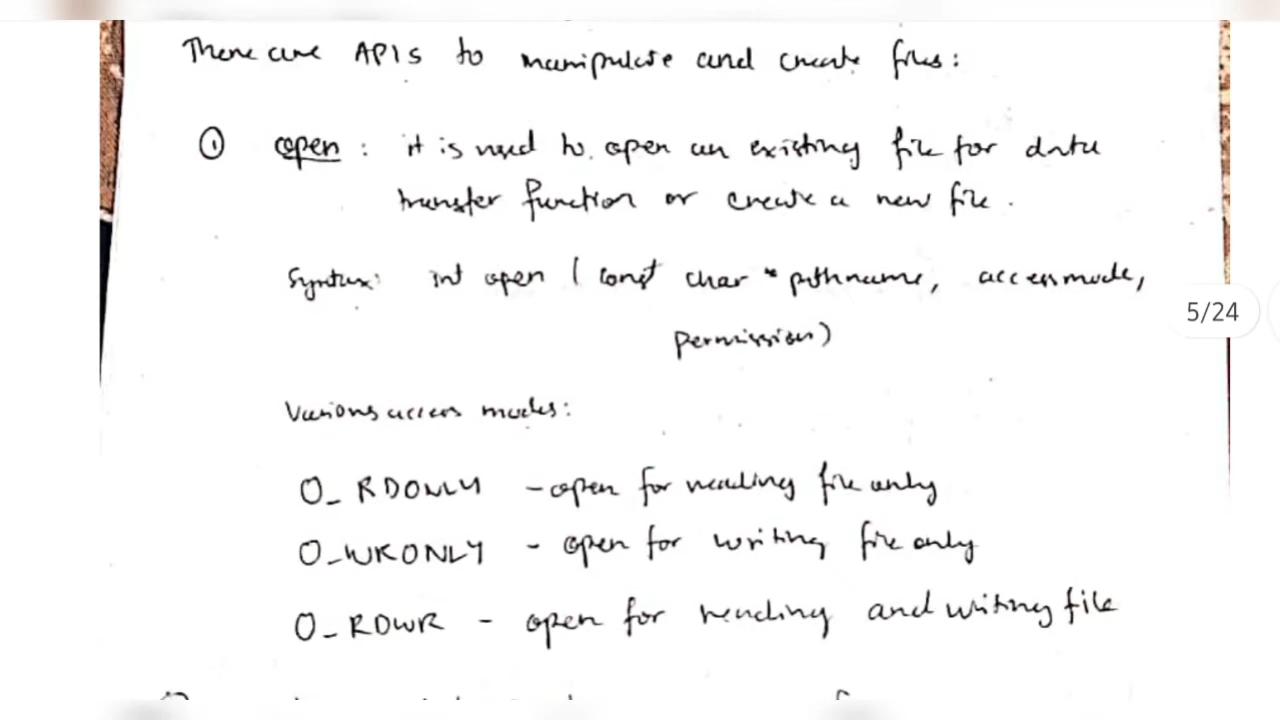 There are APIs to manipulate and create files:
① open : it is used to open an existing file for data
transfer function or create a new file.
Syntax: int open ( const char * pathname, accessmode,
permission)
5/24
Various access modes:
O_RDONLY - open for reading file only
O_WRONLY - open for writing file only
O_RDWR - open for reading and writing file